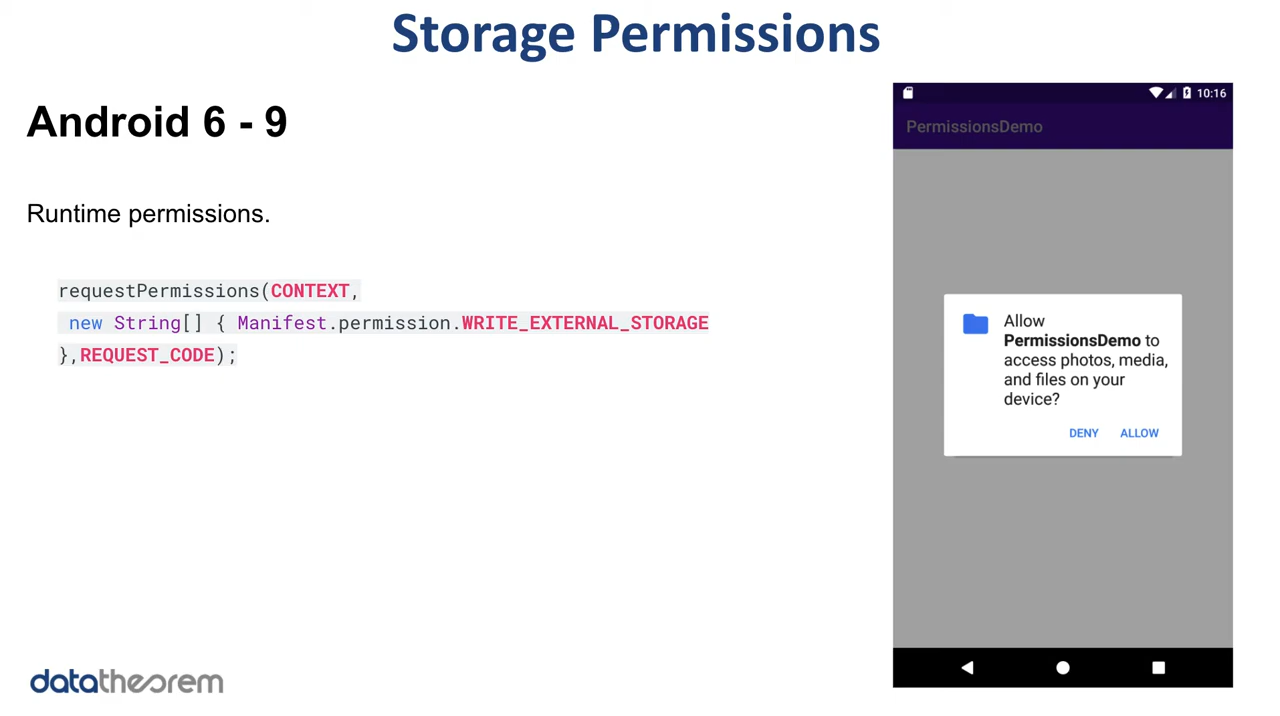 Storage Permissions
Android 6 - 9
Runtime permissions.
requestPermissions(CONTEXT,
new String[] { Manifest.permission.WRITE_EXTERNAL_STORAGE
},REQUEST_CODE);
10:16
PermissionsDemo
Allow
PermissionsDemo to
access photos, media,
and files on your
device?
DENY ALLOW
datatheorem